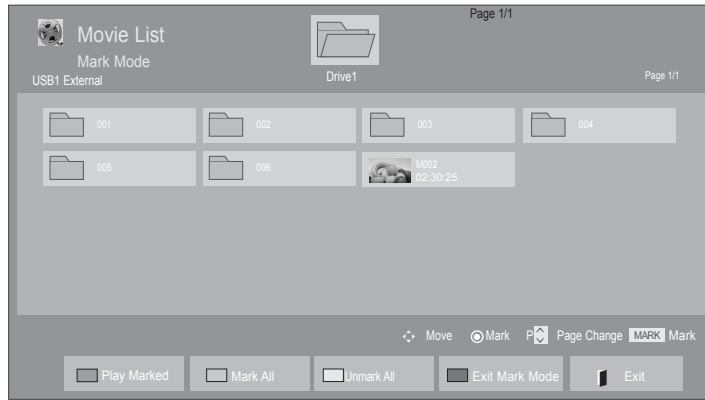 Page 1/1
Movie List
Mark Mode
USB1 External
Drive1
Page 1/1
001
002
003
004
005
006
M002
02:30:25
Move
Mark
P
Page Change
MARK
Mark
Play Marked
Mark All
Unmark All
Exit Mark Mode
Exit